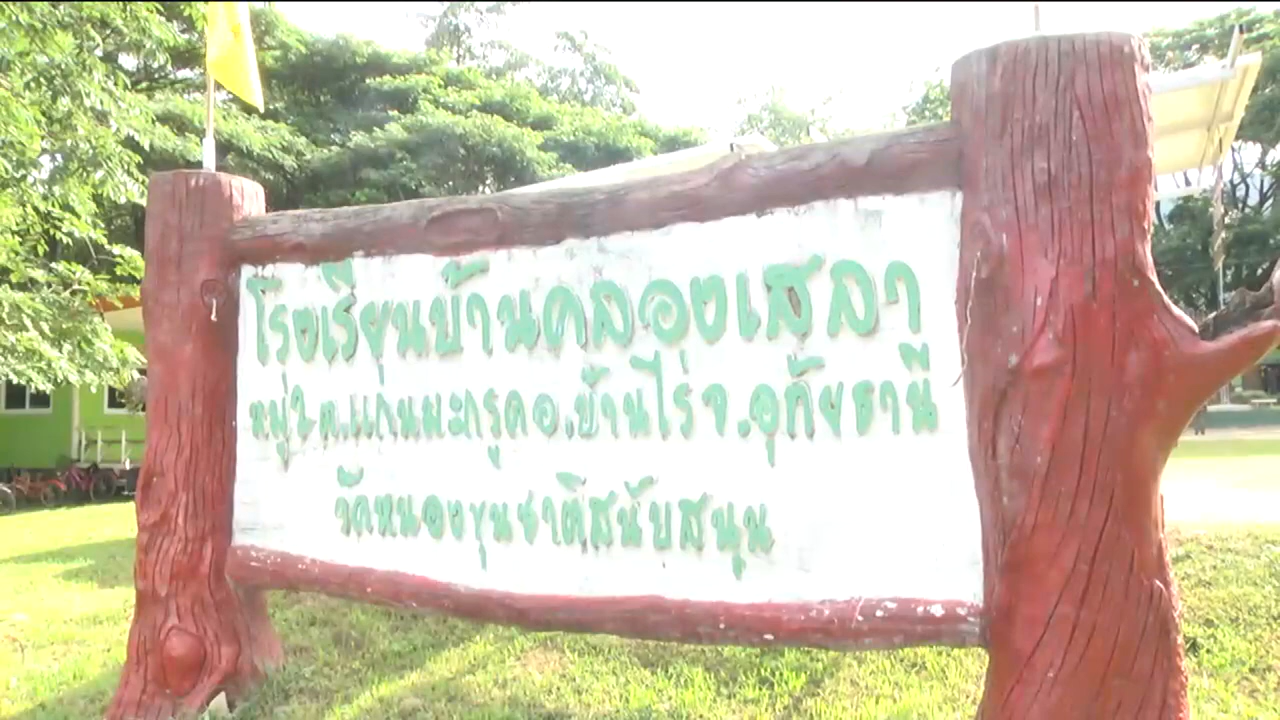 โรงเรียนบ้านคลองเสลา
หมู่ 2 ต.แก่นมะกรูด อ.บ้านไร่ จ.อุทัยธานี
วัดหนองขุนชาติสนับสนุน